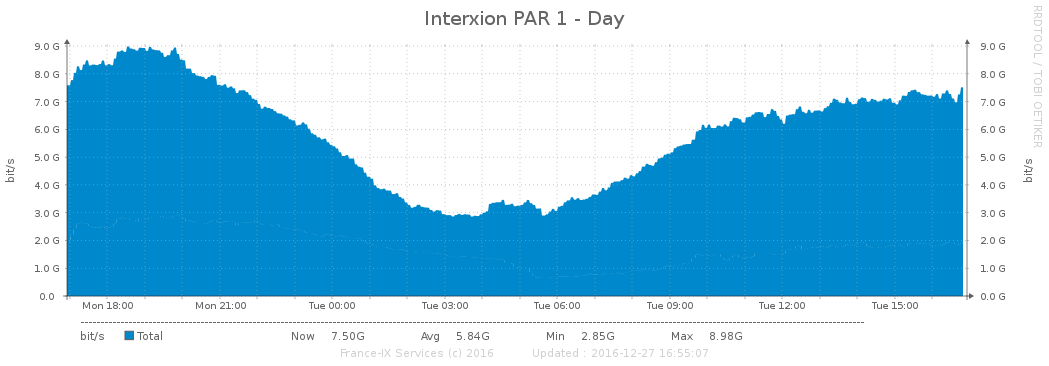 Interxion PAR 1 - Day
RRDTOOL / TOBI OETIKER
bit/s
9.0 G 9.0 G
8.0 G 8.0 G
7.0 G 7.0 G
6.0 G 6.0 G
5.0 G 5.0 G
4.0 G 4.0 G
3.0 G 3.0 G
2.0 G 2.0 G
1.0 G 1.0 G
0.0 0.0 G
bit/s
Mon 18:00 Mon 21:00 Tue 00:00 Tue 03:00 Tue 06:00 Tue 09:00 Tue 12:00 Tue 15:00
bit/s Total Now 7.50G Avg 5.84G Min 2.85G Max 8.98G
France-IX Services (c) 2016 Updated : 2016-12-27 16:55:07